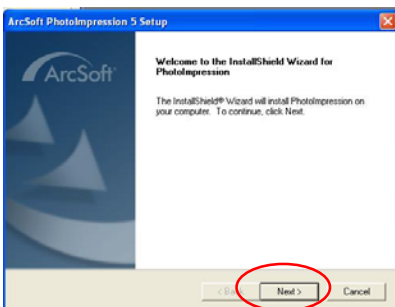 ArcSoft PhotoImpression 5 Setup
ArcSoft
Welcome to the InstallShield Wizard for
PhotoImpression
The InstallShield® Wizard will install PhotoImpression on
your computer. To continue, click Next.
< Back
Next >
Cancel